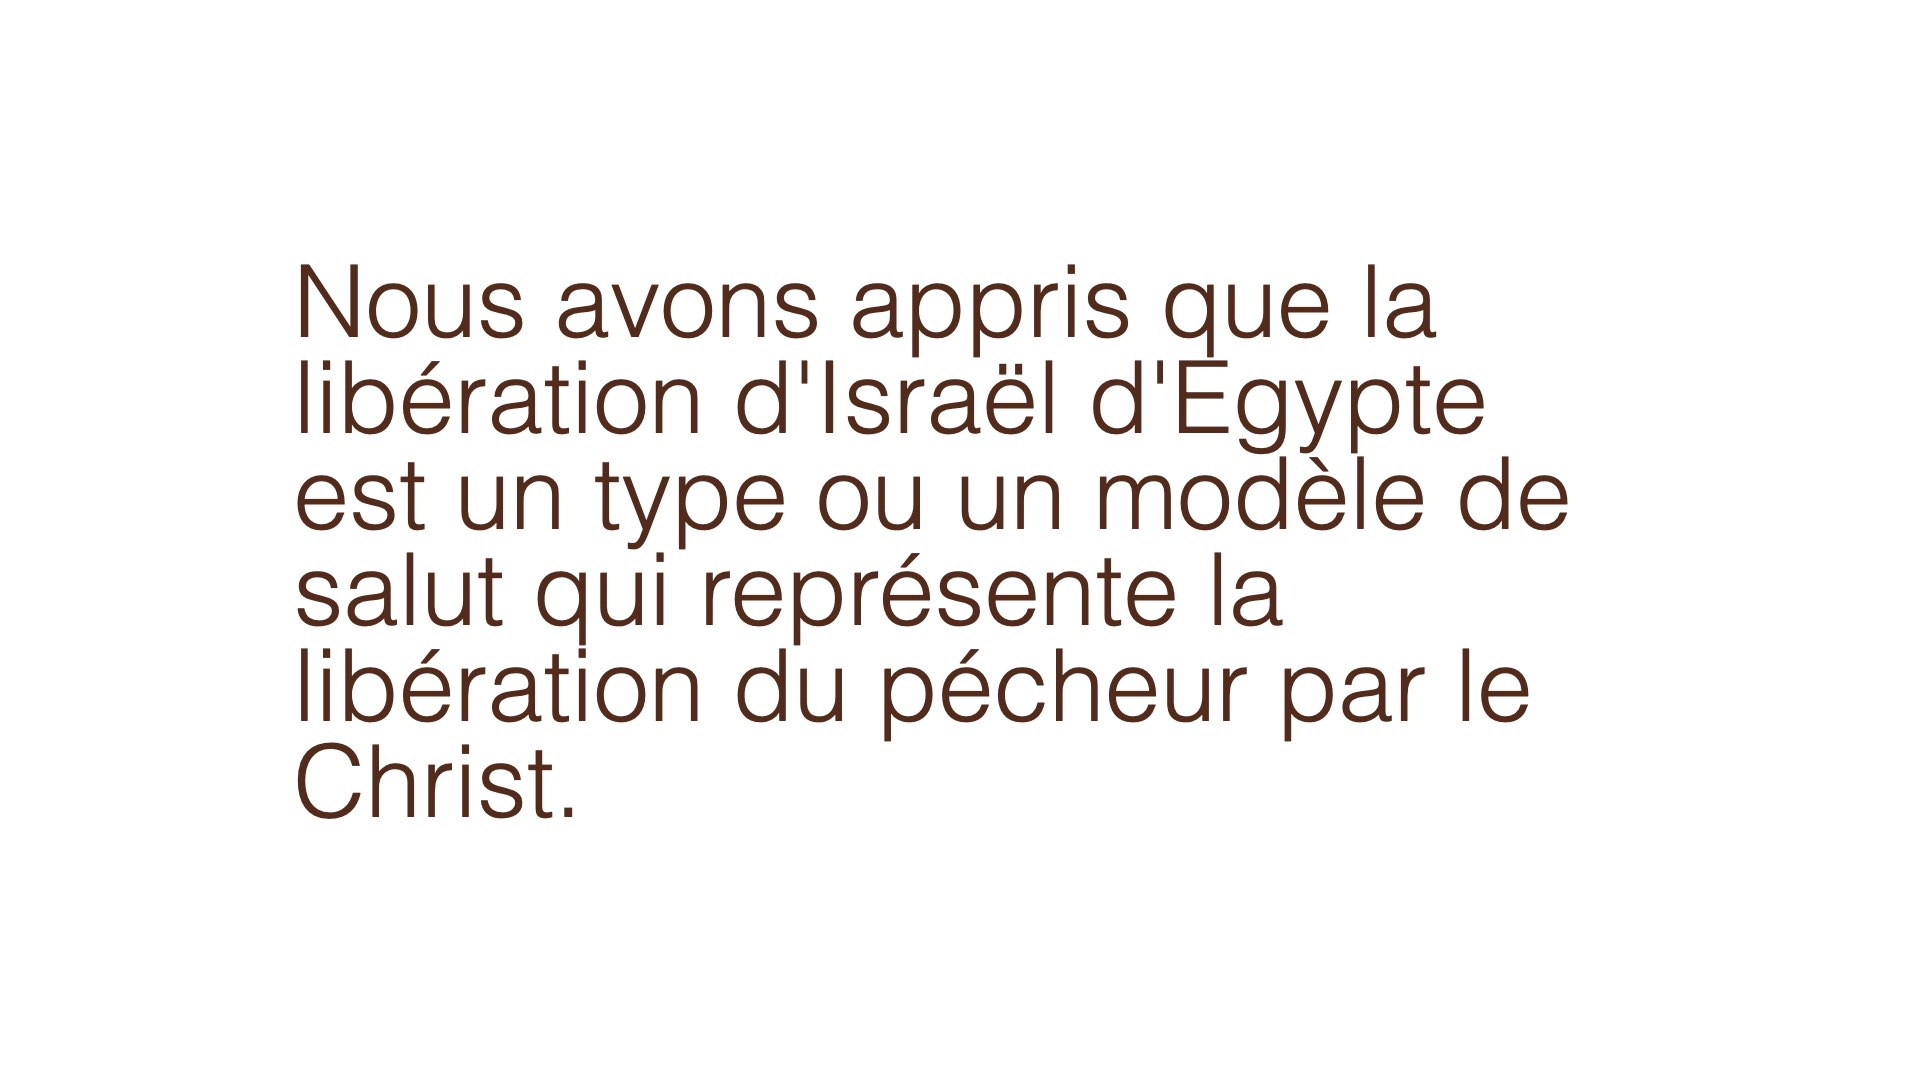 Nous avons appris que la
libération d'Israël d'Egypte
est un type ou un modèle de
salut qui représente la
libération du pécheur par le
Christ.